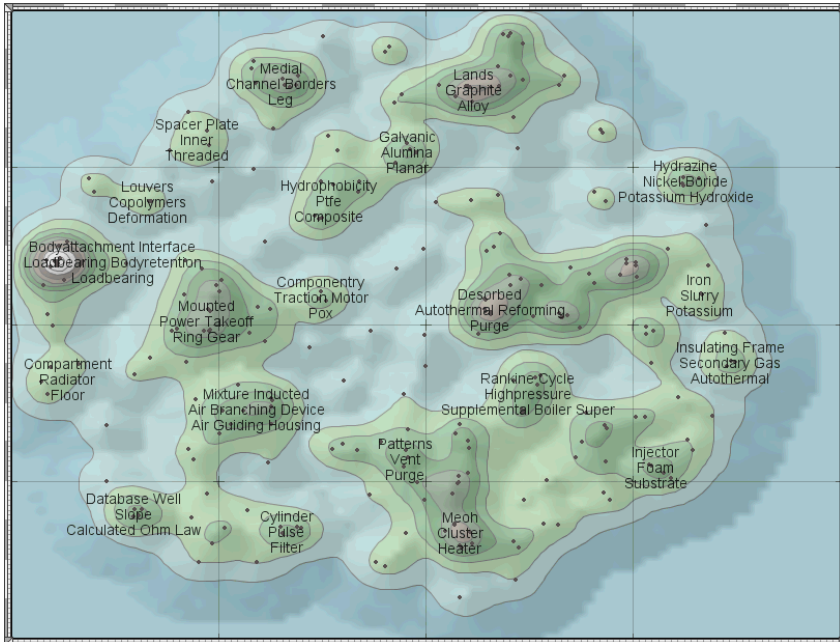 Medial
Channel Borders
Leg
Lands
Graphite
Alloy
Spacer Plate
Inner
Threaded
Galvanic
Alumina
Planar
Hydrazine
Nickel Boride
Potassium Hydroxide
Louvers
Copolymers
Deformation
Hydrophobicity
Ptfe
Composite
Bodyattachment Interface
Loadbearing Bodyretention
Loadbearing
Mounted
Power Takeoff
Ring Gear
Componentry
Traction Motor
Pox
Desorbed
Autothermal Reforming
Purge
Iron
Slurry
Potassium
Compartment
Radiator
Floor
Insulating Frame
Secondary Gas
Autothermal
Mixture Inducted
Air Branching Device
Air Guiding Housing
Rankine Cycle
Highpressure
Supplemental Boiler Super
Patterns
Vent
Purge
Injector
Foam
Substrate
Database Well
Slope
Calculated Ohm Law
Cylinder
Pulse
Filter
Meoh
Cluster
Heater